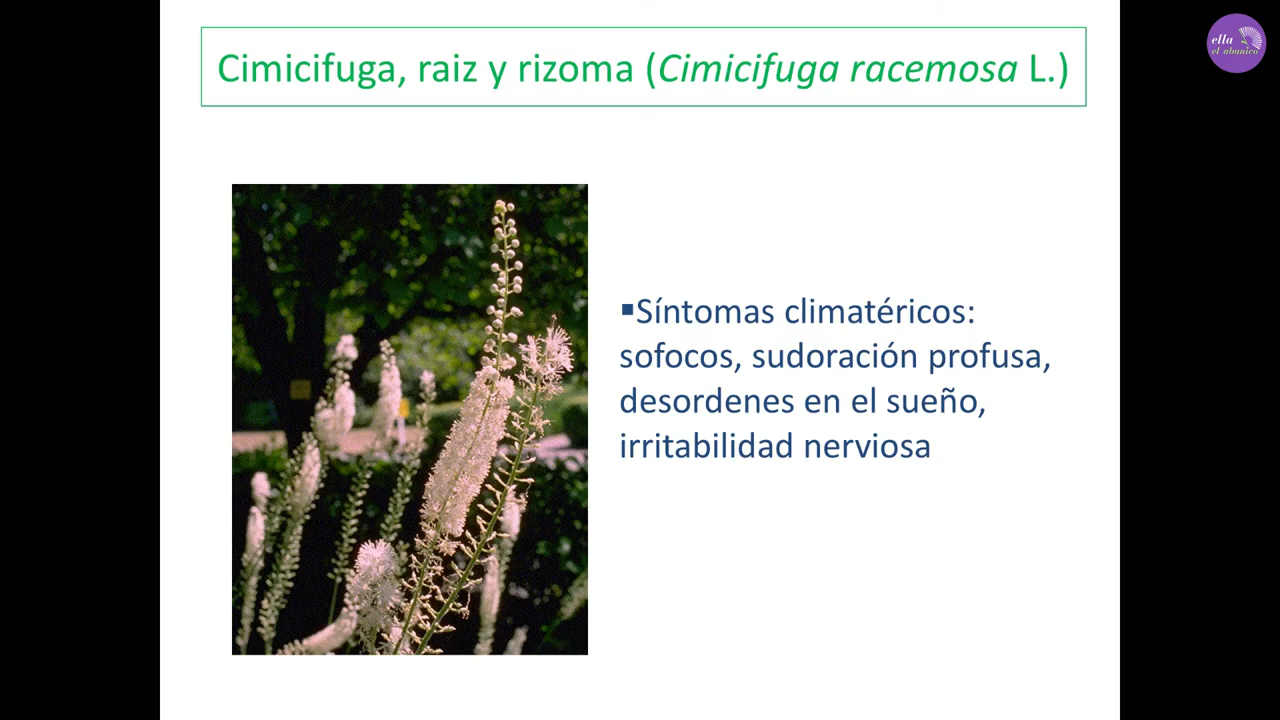 Cimicifuga, raiz y rizoma (Cimicifuga racemosa L.)
ella
el abanico
▪Síntomas climatéricos:
sofocos, sudoración profusa,
desordenes en el sueño,
irritabilidad nerviosa